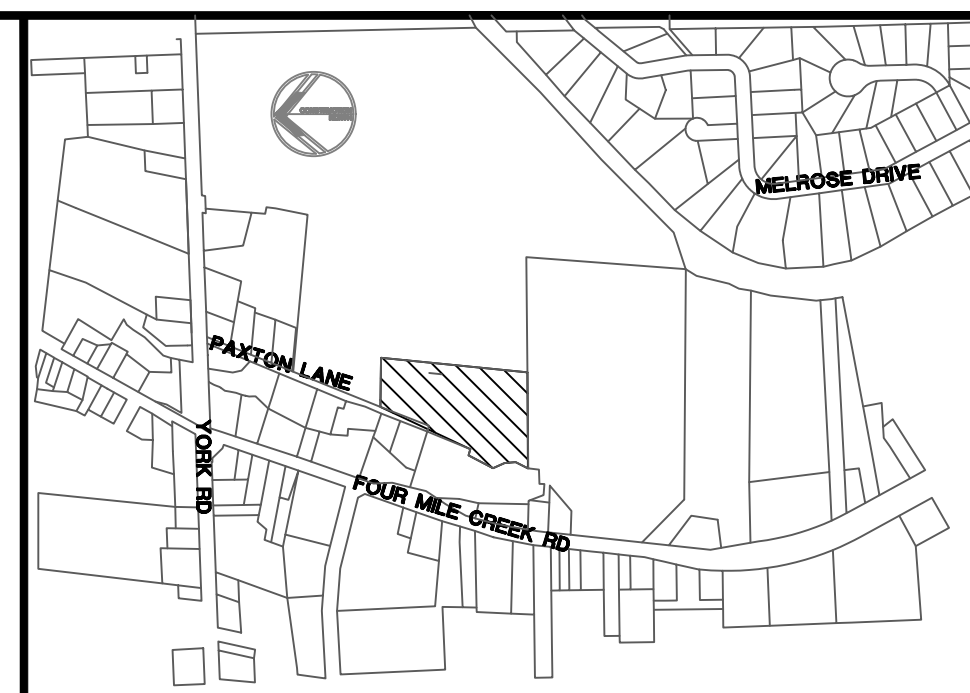 MELROSE DRIVE
PAXTON LANE
YORK RD
FOUR MILE CREEK RD